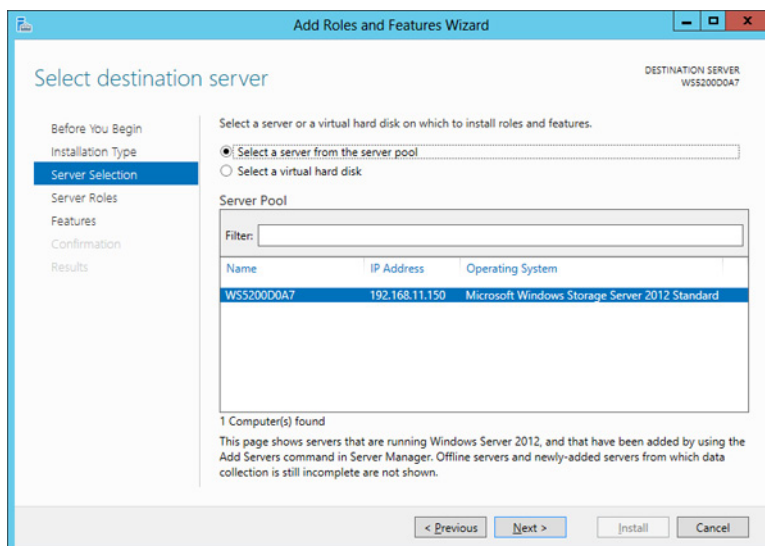 Add Roles and Features Wizard
Select destination server
DESTINATION SERVER
WS5200D0A7
Before You Begin
Installation Type
Server Selection
Server Roles
Features
Confirmation
Results
Select a server or a virtual hard disk on which to install roles and features.
Select a server from the server pool
Select a virtual hard disk
Server Pool
Filter:
Name IP Address Operating System
WS5200D0A7 192.168.11.150 Microsoft Windows Storage Server 2012 Standard
1 Computer(s) found
This page shows servers that are running Windows Server 2012, and that have been added by using the
Add Servers command in Server Manager. Offline servers and newly-added servers from which data
collection is still incomplete are not shown.
< Previous Next > Install Cancel